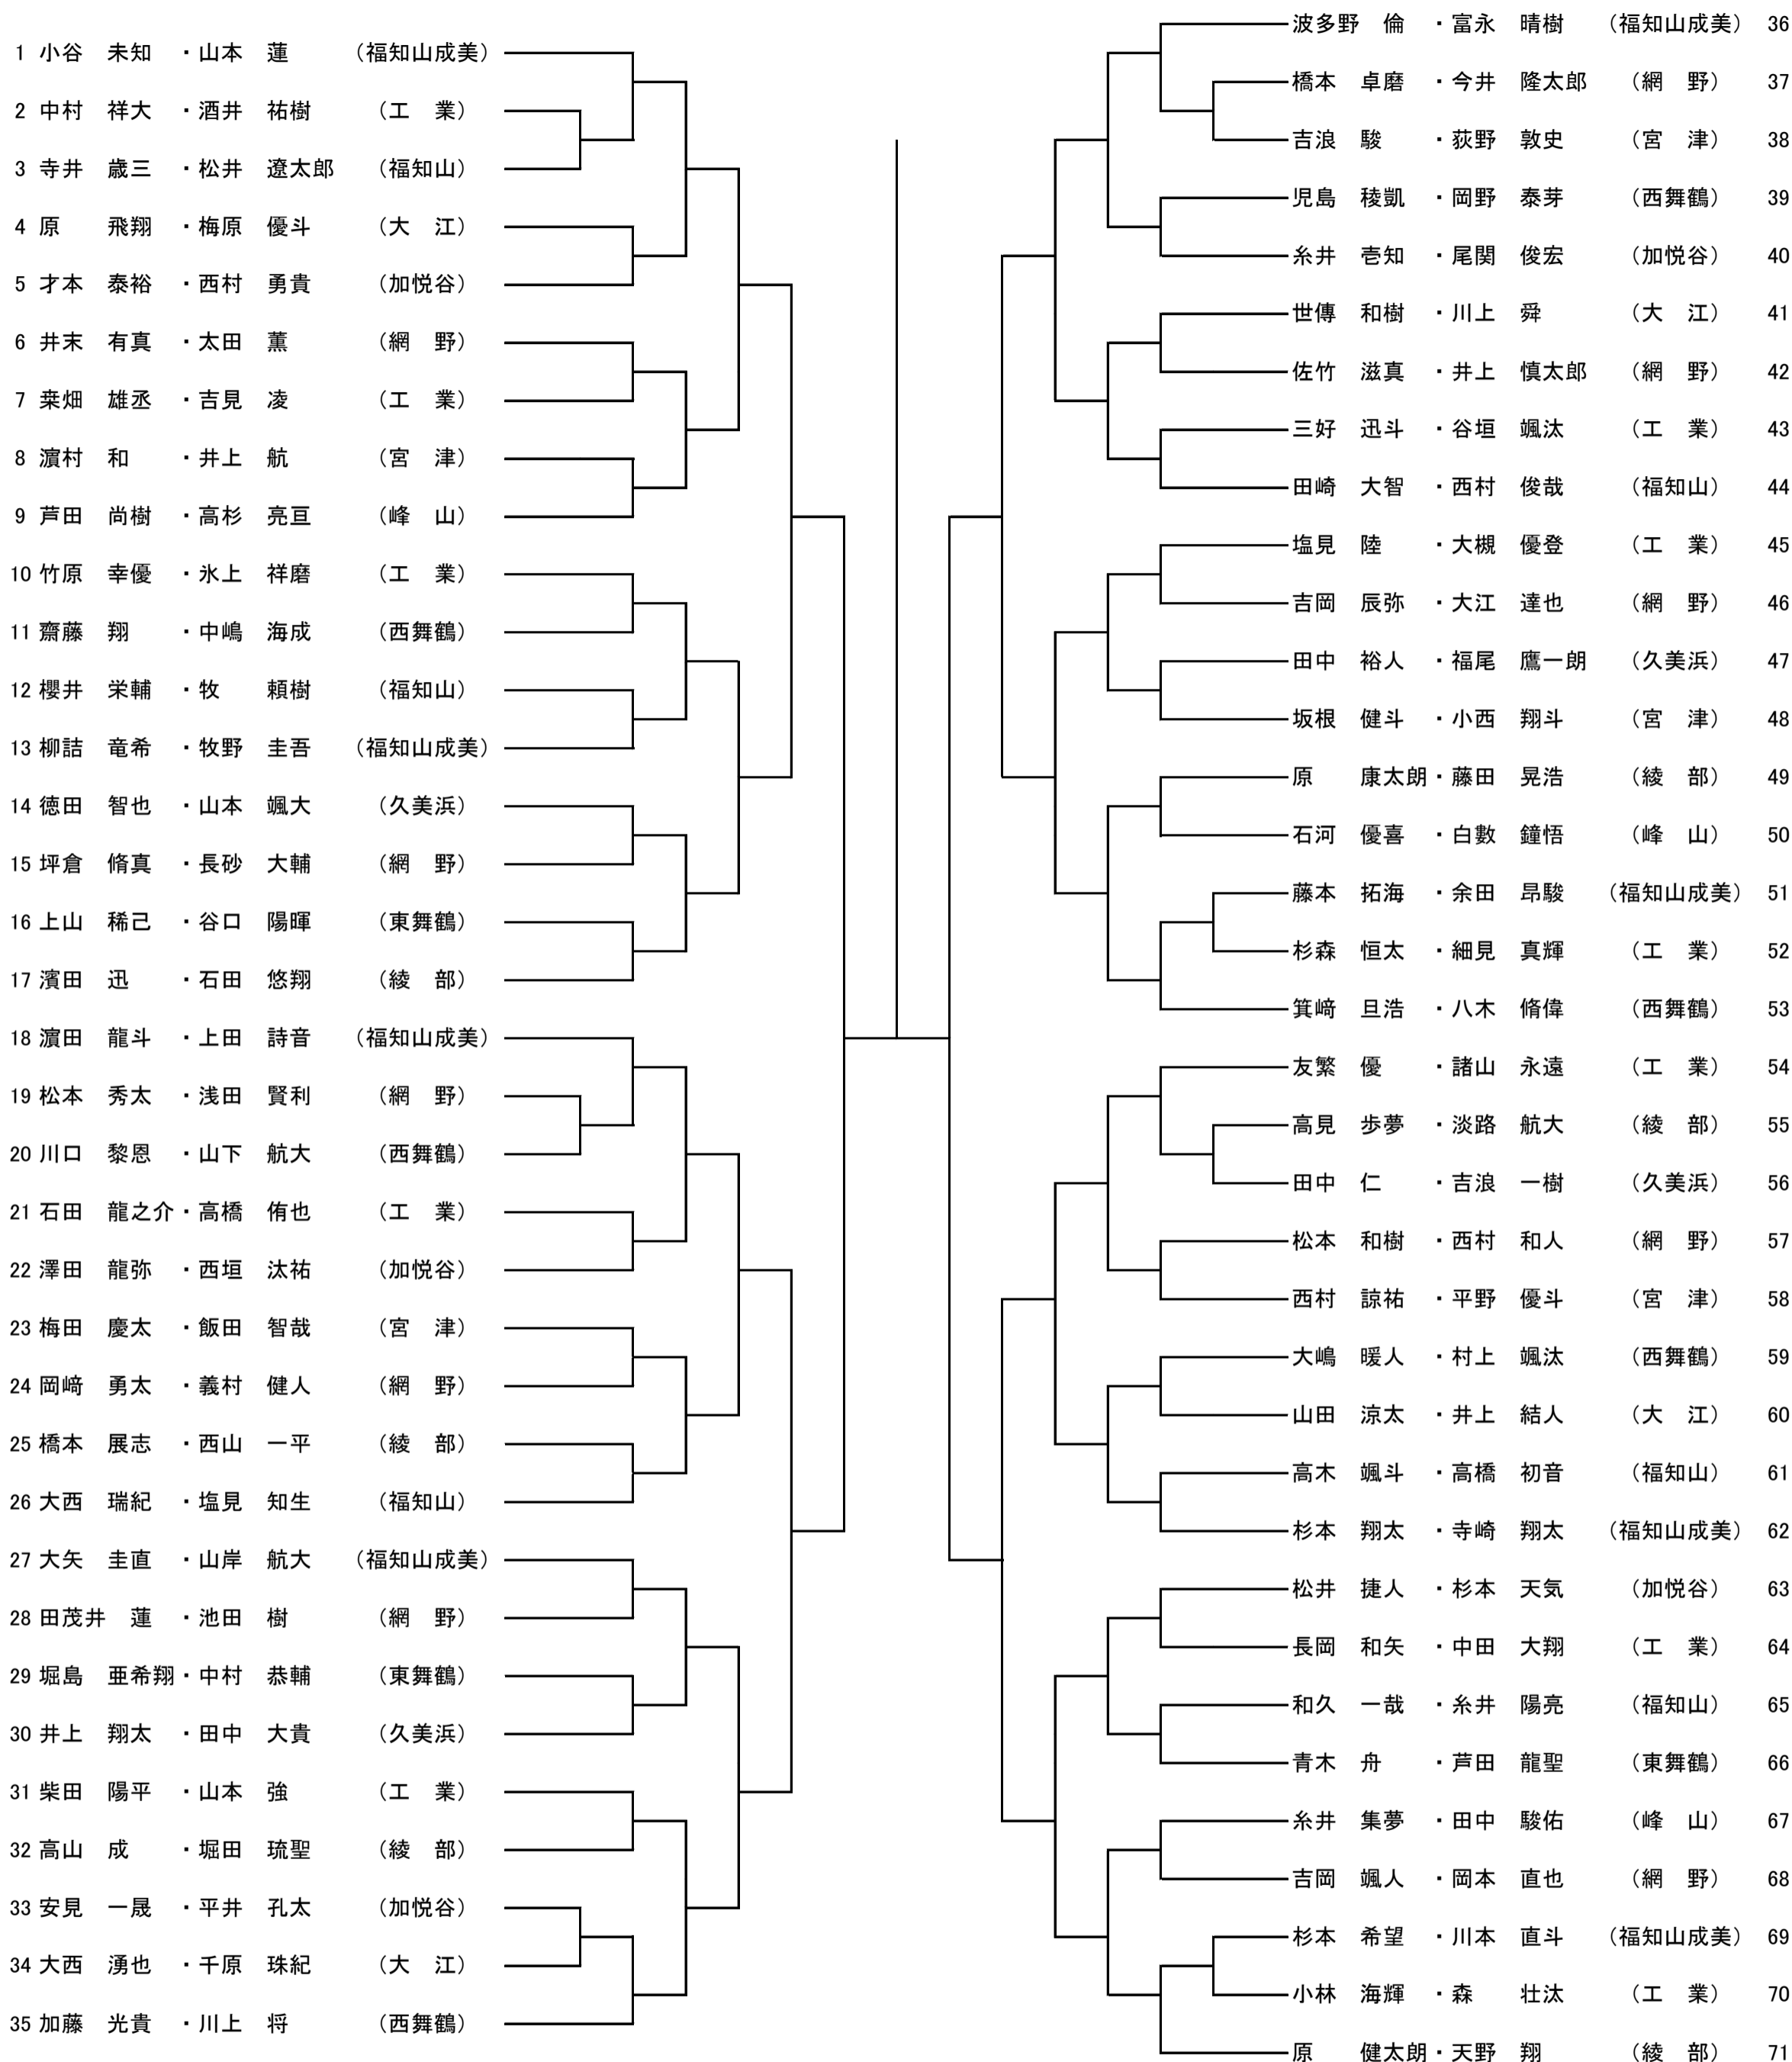 1 小谷 未知 ・山本 蓮 （福知山成美）
2 中村 祥大 ・酒井 祐樹 （工 業）
3 寺井 歳三 ・松井 遼太郎 （福知山）
4 原 飛翔 ・梅原 優斗 （大 江）
5 才本 泰裕 ・西村 勇貴 （加悦谷）
6 井末 有真 ・太田 薫 （網 野）
7 桒畑 雄丞 ・吉見 凌 （工 業）
8 濵村 和 ・井上 航 （宮 津）
9 芦田 尚樹 ・高杉 亮亘 （峰 山）
10 竹原 幸優 ・氷上 祥磨 （工 業）
11 齋藤 翔 ・中嶋 海成 （西舞鶴）
12 櫻井 栄輔 ・牧 頼樹 （福知山）
13 柳詰 竜希 ・牧野 圭吾 （福知山成美）
14 徳田 智也 ・山本 颯大 （久美浜）
15 坪倉 脩真 ・長砂 大輔 （網 野）
16 上山 稀己 ・谷口 陽暉 （東舞鶴）
17 濱田 迅 ・石田 悠翔 （綾 部）
18 濵田 龍斗 ・上田 詩音 （福知山成美）
19 松本 秀太 ・浅田 賢利 （網 野）
20 川口 黎恩 ・山下 航大 （西舞鶴）
21 石田 龍之介・高橋 侑也 （工 業）
22 澤田 龍弥 ・西垣 汰祐 （加悦谷）
23 梅田 慶太 ・飯田 智哉 （宮 津）
24 岡﨑 勇太 ・義村 健人 （網 野）
25 橋本 展志 ・西山 一平 （綾 部）
26 大西 瑞紀 ・塩見 知生 （福知山）
27 大矢 圭直 ・山岸 航大 （福知山成美）
28 田茂井 蓮 ・池田 樹 （網 野）
29 堀島 亜希翔・中村 恭輔 （東舞鶴）
30 井上 翔太 ・田中 大貴 （久美浜）
31 柴田 陽平 ・山本 強 （工 業）
32 高山 成 ・堀田 琉聖 （綾 部）
33 安見 一晟 ・平井 孔太 （加悦谷）
34 大西 湧也 ・千原 珠紀 （大 江）
35 加藤 光貴 ・川上 将 （西舞鶴）
波多野 倫 ・富永 晴樹 （福知山成美） 36
橋本 卓磨 ・今井 隆太郎 （網 野） 37
吉浪 駿 ・荻野 敦史 （宮 津） 38
児島 稜凱 ・岡野 泰芽 （西舞鶴） 39
糸井 壱知 ・尾関 俊宏 （加悦谷） 40
世傳 和樹 ・川上 舜 （大 江） 41
佐竹 滋真 ・井上 慎太郎 （網 野） 42
三好 迅斗 ・谷垣 颯汰 （工 業） 43
田崎 大智 ・西村 俊哉 （福知山） 44
塩見 陸 ・大槻 優登 （工 業） 45
吉岡 辰弥 ・大江 達也 （網 野） 46
田中 裕人 ・福尾 鷹一朗 （久美浜） 47
坂根 健斗 ・小西 翔斗 （宮 津） 48
原 康太朗・藤田 晃浩 （綾 部） 49
石河 優喜 ・白數 鐘悟 （峰 山） 50
藤本 拓海 ・余田 昂駿 （福知山成美） 51
杉森 恒太 ・細見 真輝 （工 業） 52
箕﨑 旦浩 ・八木 脩偉 （西舞鶴） 53
友繁 優 ・諸山 永遠 （工 業） 54
高見 歩夢 ・淡路 航大 （綾 部） 55
田中 仁 ・吉浪 一樹 （久美浜） 56
松本 和樹 ・西村 和人 （網 野） 57
西村 諒祐 ・平野 優斗 （宮 津） 58
大嶋 暖人 ・村上 颯汰 （西舞鶴） 59
山田 涼太 ・井上 結人 （大 江） 60
高木 颯斗 ・高橋 初音 （福知山） 61
杉本 翔太 ・寺崎 翔太 （福知山成美） 62
松井 捷人 ・杉本 天気 （加悦谷） 63
長岡 和矢 ・中田 大翔 （工 業） 64
和久 一哉 ・糸井 陽亮 （福知山） 65
青木 舟 ・芦田 龍聖 （東舞鶴） 66
糸井 集夢 ・田中 駿佑 （峰 山） 67
吉岡 颯人 ・岡本 直也 （網 野） 68
杉本 希望 ・川本 直斗 （福知山成美） 69
小林 海輝 ・森 壮汰 （工 業） 70
原 健太朗・天野 翔 （綾 部） 71